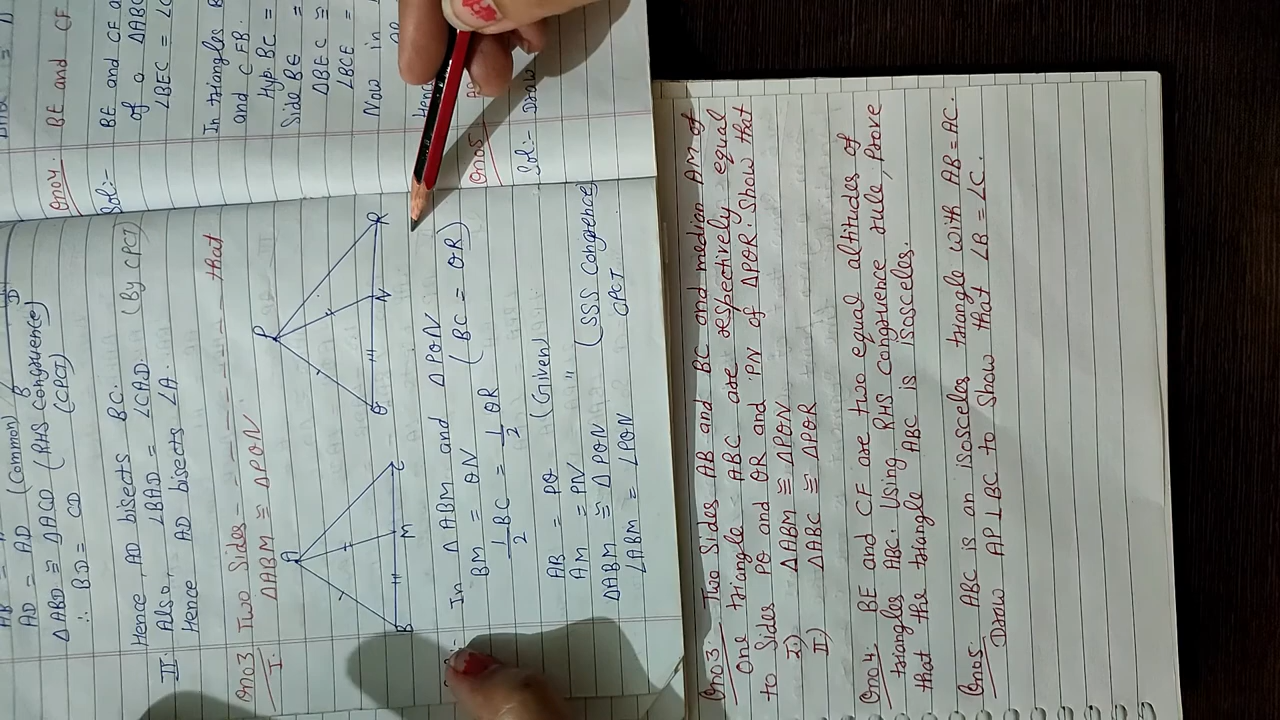 AD = AD (Common)
Δ ABD ≅ ΔACD (RHS Congruence)
∴ BD = CD (CPCT)
Hence, AD bisects BC.
II. Also, ∠BAD = ∠CAD. (By CPCT)
Hence AD bisects ∠A.
Qno3 Two Sides - - - - - that
I. ΔABM ≅ ΔPQN
A
B
M
C
P
Q
N
R
In Δ ABM and Δ PQN
BM = QN (BC = QR)
1/2 BC = 1/2 QR
AB = PQ (Given)
AM = PN "
ΔABM ≅ ΔPQN (SSS Congruence)
∠ABM = ∠PQN CPCT
Qno4. BE and CF
Sol:- BE and CF a
of a ΔABC
∠BEC = ∠C
In triangles B
and CFB
Hyp BC =
Side BE =
ΔBEC ≅
∠BCE =
Now in
Qno5
Sol:- Draw
Qno3 Two Sides AB and BC and median AM of
One triangle ABC are respectively equal
to Sides PQ and QR and PN of ΔPQR. Show that
I) ΔABM ≅ ΔPQN
II) ΔABC ≅ ΔPQR
Qno4. BE and CF are two equal altitudes of
triangles ABC. Using RHS congruence rule, Prove
that the triangle ABC is isosceles.
Qno5. ABC is an isosceles triangle with AB = AC.
Draw AP ⊥ BC to Show that ∠B = ∠C.